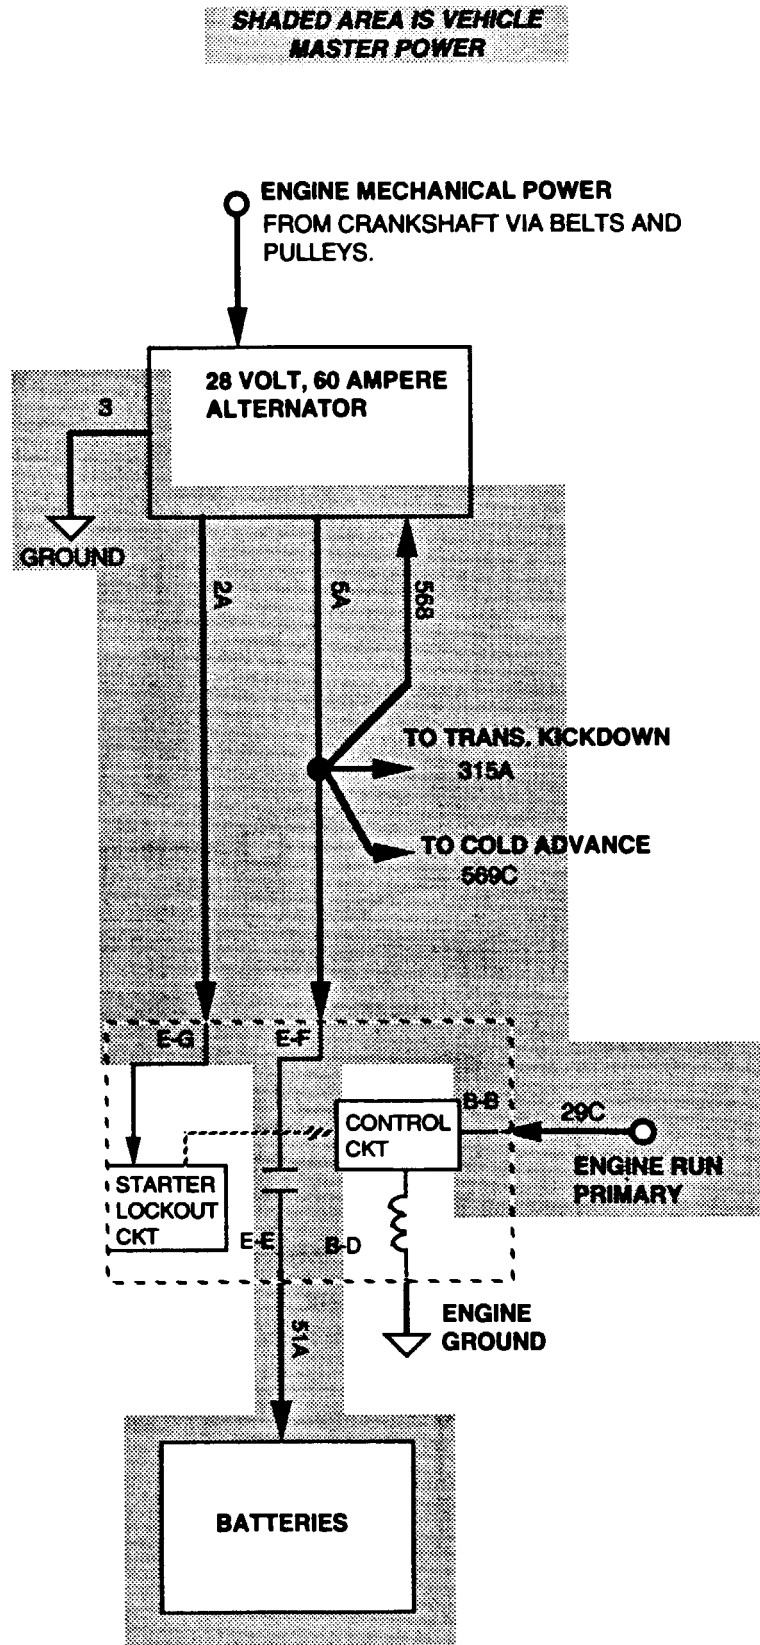 SHADED AREA IS VEHICLE
MASTER POWER
ENGINE MECHANICAL POWER
FROM CRANKSHAFT VIA BELTS AND
PULLEYS.
28 VOLT, 60 AMPERE
ALTERNATOR
3
GROUND
2A
5A
568
TO TRANS. KICKDOWN
315A
TO COLD ADVANCE
569C
E-G
E-F
B-B
29C
CONTROL
CKT
ENGINE RUN
PRIMARY
STARTER
LOCKOUT
CKT
E-E
B-D
51A
ENGINE
GROUND
BATTERIES